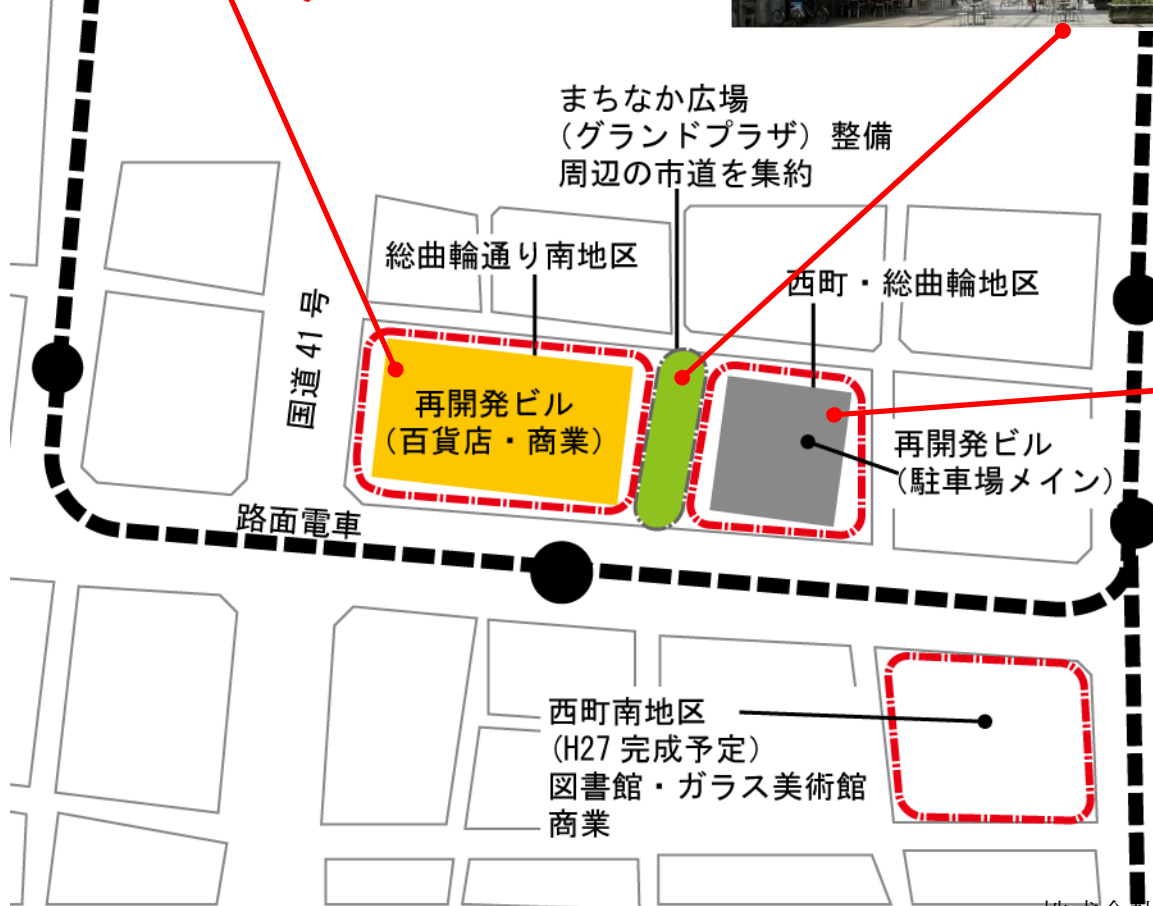 まちなか広場
（グランドプラザ）整備
周辺の市道を集約
総曲輪通り南地区
西町・総曲輪地区
国道 41 号
再開発ビル
（百貨店・商業）
再開発ビル
（駐車場メイン）
路面電車
西町南地区
（H27 完成予定）
図書館・ガラス美術館
商業